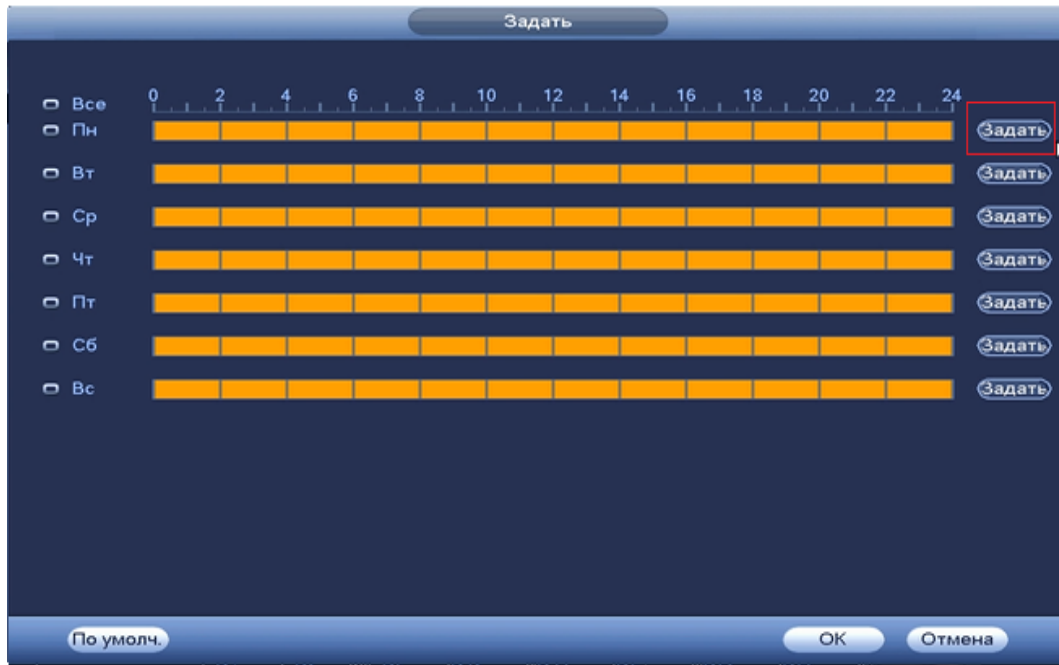 Задать
Все 0 2 4 6 8 10 12 14 16 18 20 22 24
Пн Задать
Вт Задать
Ср Задать
Чт Задать
Пт Задать
Сб Задать
Вс Задать
По умолч. OK Отмена